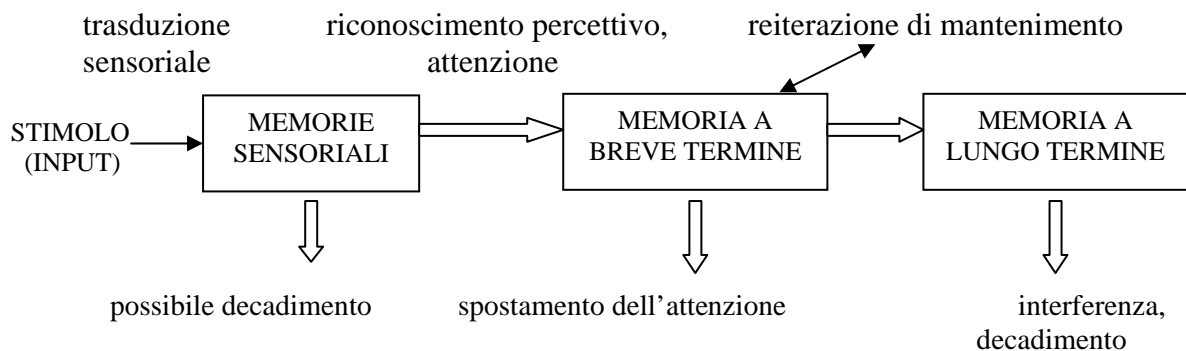 trasduzione
sensoriale
riconoscimento percettivo,
attenzione
reiterazione di mantenimento
STIMOLO
(INPUT)
MEMORIE
SENSORIALI
MEMORIA A
BREVE TERMINE
MEMORIA A
LUNGO TERMINE
possibile decadimento
spostamento dell’attenzione
interferenza,
decadimento